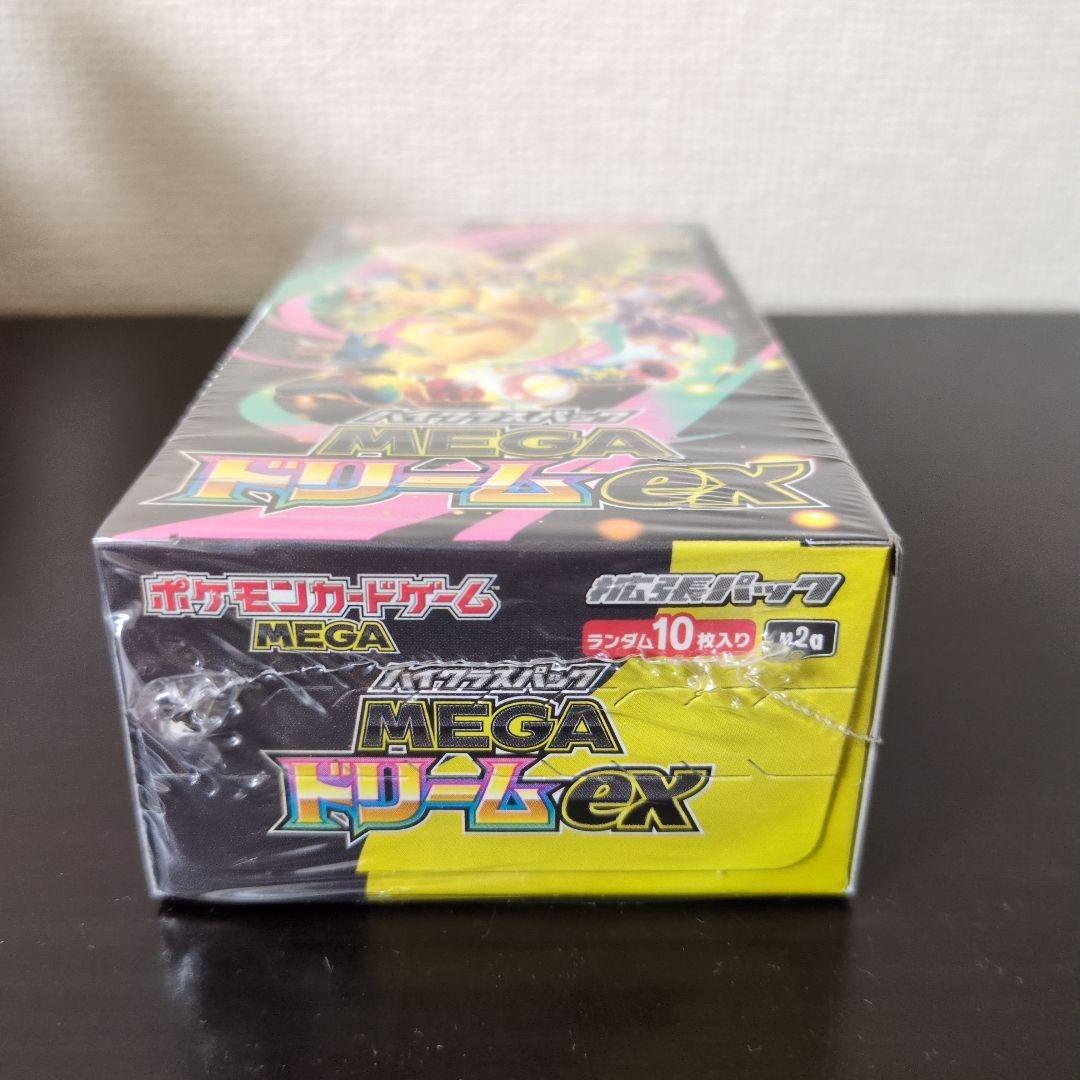 ハイクラスパック
MEGA
ドリームex
ポケモンカードゲーム
MEGA
拡張パック
ランダム10枚入り
M2a
ハイクラスパック
MEGA
ドリームex